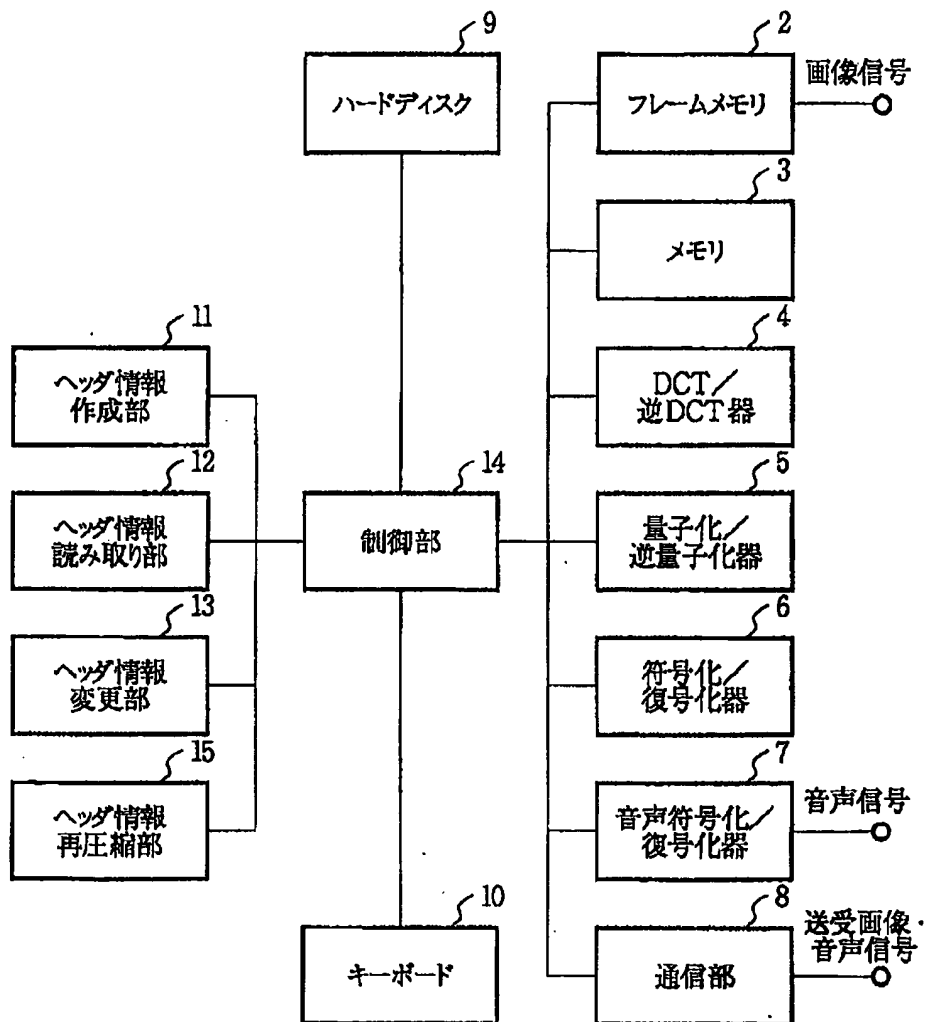 9
ハードディスク
2
フレームメモリ
画像信号
3
メモリ
4
DCT/
逆DCT器
11
ヘッダ情報
作成部
12
ヘッダ情報
読み取り部
14
制御部
5
量子化/
逆量子化器
13
ヘッダ情報
変更部
6
符号化/
復号化器
15
ヘッダ情報
再圧縮部
7
音声符号化/
復号化器
音声信号
10
キーボード
8
通信部
送受画像・
音声信号